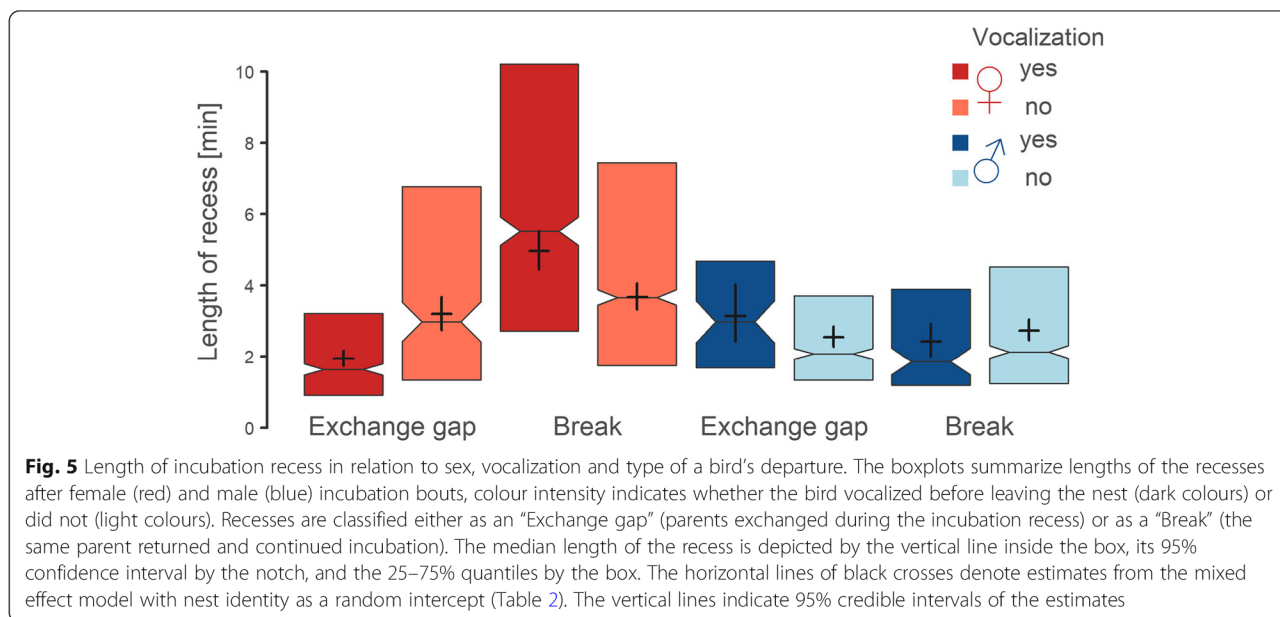 Vocalization
yes
no
yes
no
Length of recess [min]
10
8
6
4
2
0
Exchange gap Break Exchange gap Break
Fig. 5 Length of incubation recess in relation to sex, vocalization and type of a bird's departure. The boxplots summarize lengths of the recesses
after female (red) and male (blue) incubation bouts, colour intensity indicates whether the bird vocalized before leaving the nest (dark colours) or
did not (light colours). Recesses are classified either as an “Exchange gap” (parents exchanged during the incubation recess) or as a “Break” (the
same parent returned and continued incubation). The median length of the recess is depicted by the vertical line inside the box, its 95%
confidence interval by the notch, and the 25–75% quantiles by the box. The horizontal lines of black crosses denote estimates from the mixed
effect model with nest identity as a random intercept (Table 2). The vertical lines indicate 95% credible intervals of the estimates